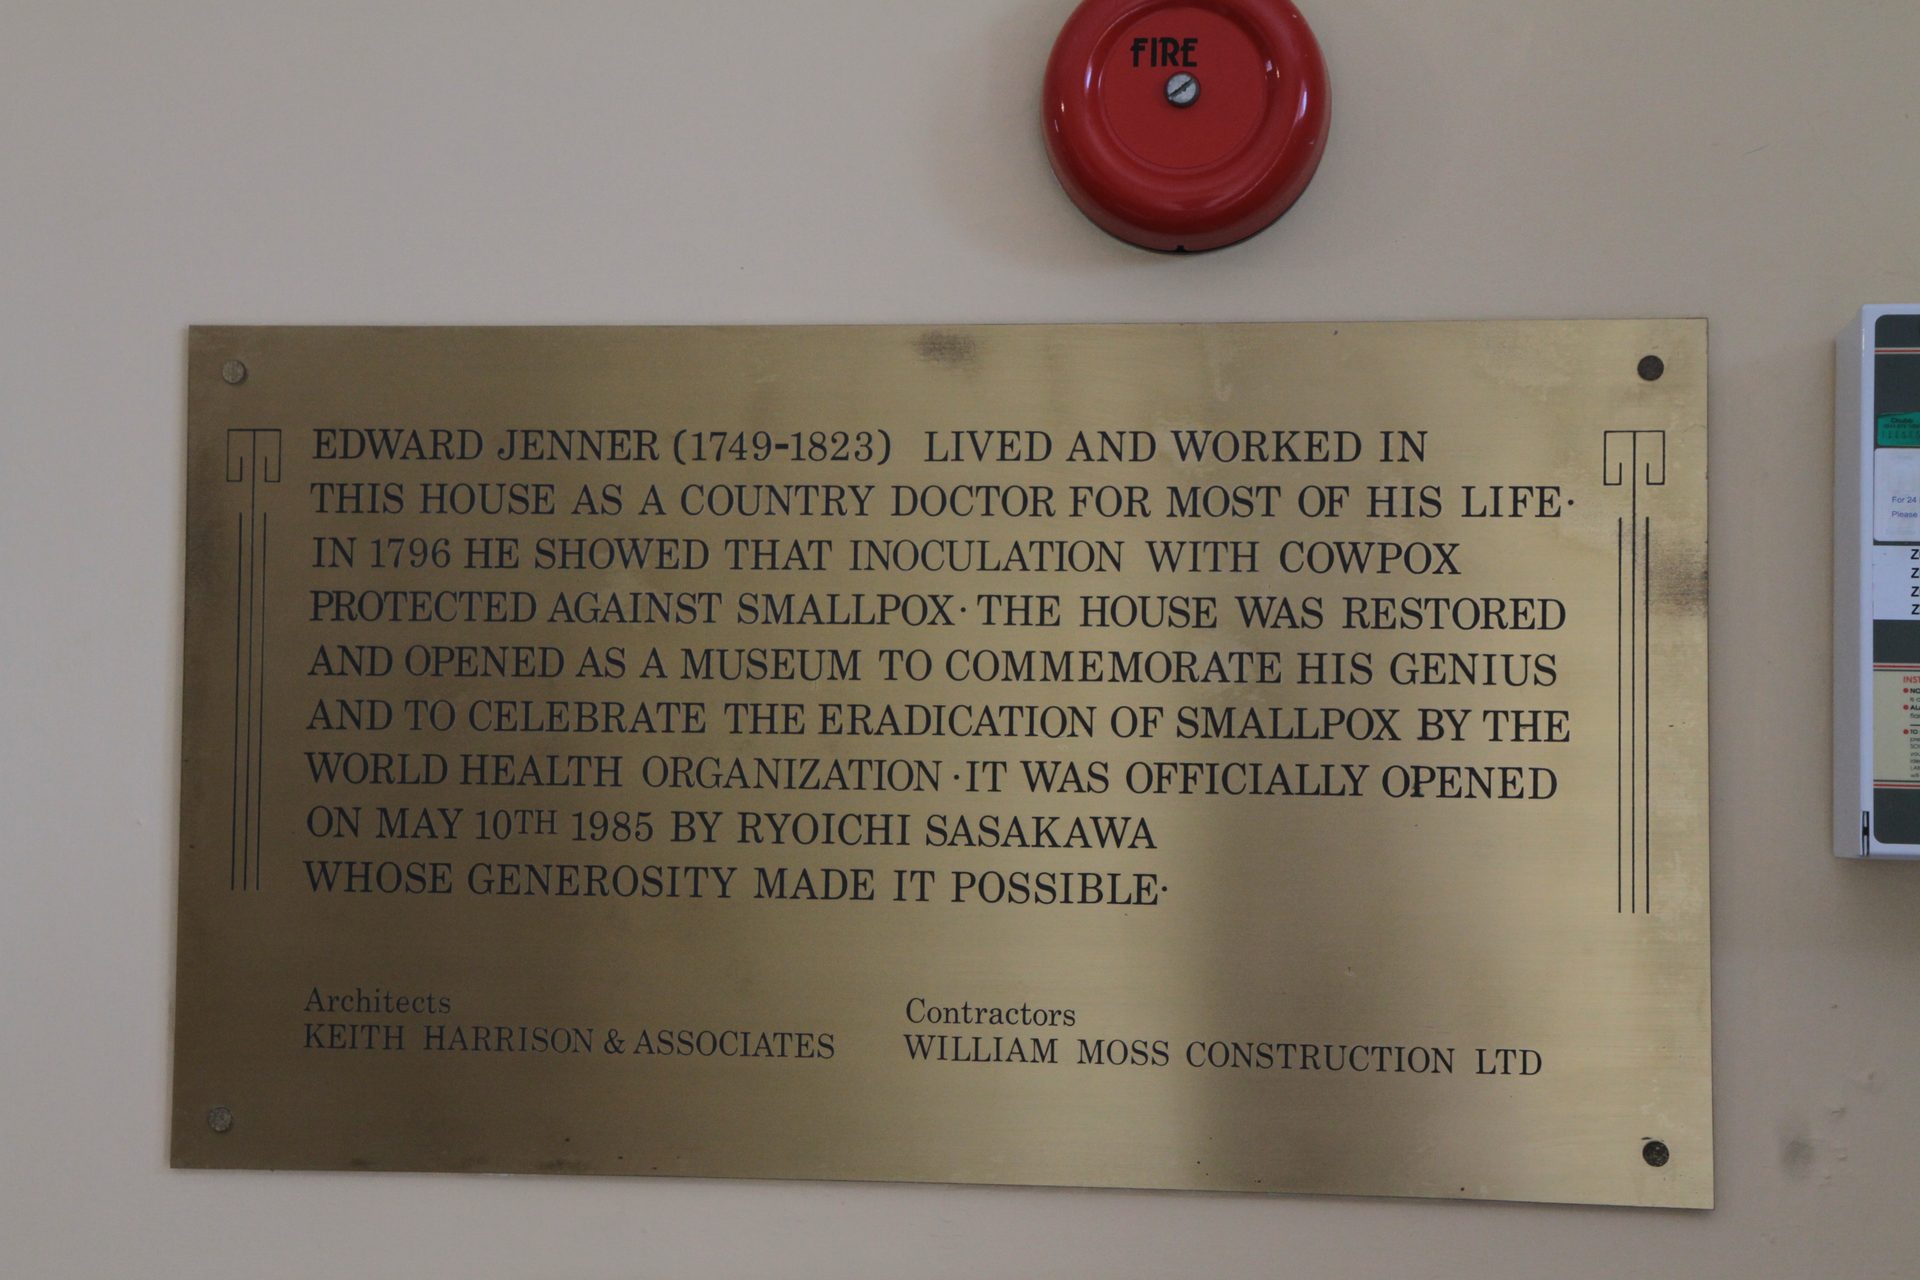 FIRE
EDWARD JENNER (1749-1823) LIVED AND WORKED IN
THIS HOUSE AS A COUNTRY DOCTOR FOR MOST OF HIS LIFE·
IN 1796 HE SHOWED THAT INOCULATION WITH COWPOX
PROTECTED AGAINST SMALLPOX· THE HOUSE WAS RESTORED
AND OPENED AS A MUSEUM TO COMMEMORATE HIS GENIUS
AND TO CELEBRATE THE ERADICATION OF SMALLPOX BY THE
WORLD HEALTH ORGANIZATION · IT WAS OFFICIALLY OPENED
ON MAY 10TH 1985 BY RYOICHI SASAKAWA
WHOSE GENEROSITY MADE IT POSSIBLE·
Architects
KEITH HARRISON & ASSOCIATES
Contractors
WILLIAM MOSS CONSTRUCTION LTD
For 24
Please
Z
Z
Z
Z